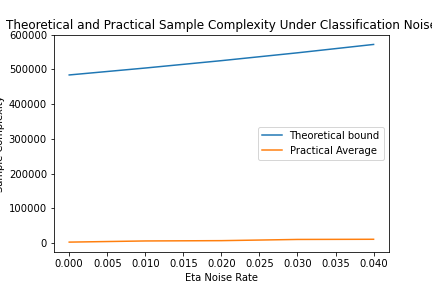 Theoretical and Practical Sample Complexity Under Classification Noise
600000
500000
400000
300000
200000
100000
0
Sample Complexity
Theoretical bound
Practical Average
0.000 0.005 0.010 0.015 0.020 0.025 0.030 0.035 0.040
Eta Noise Rate